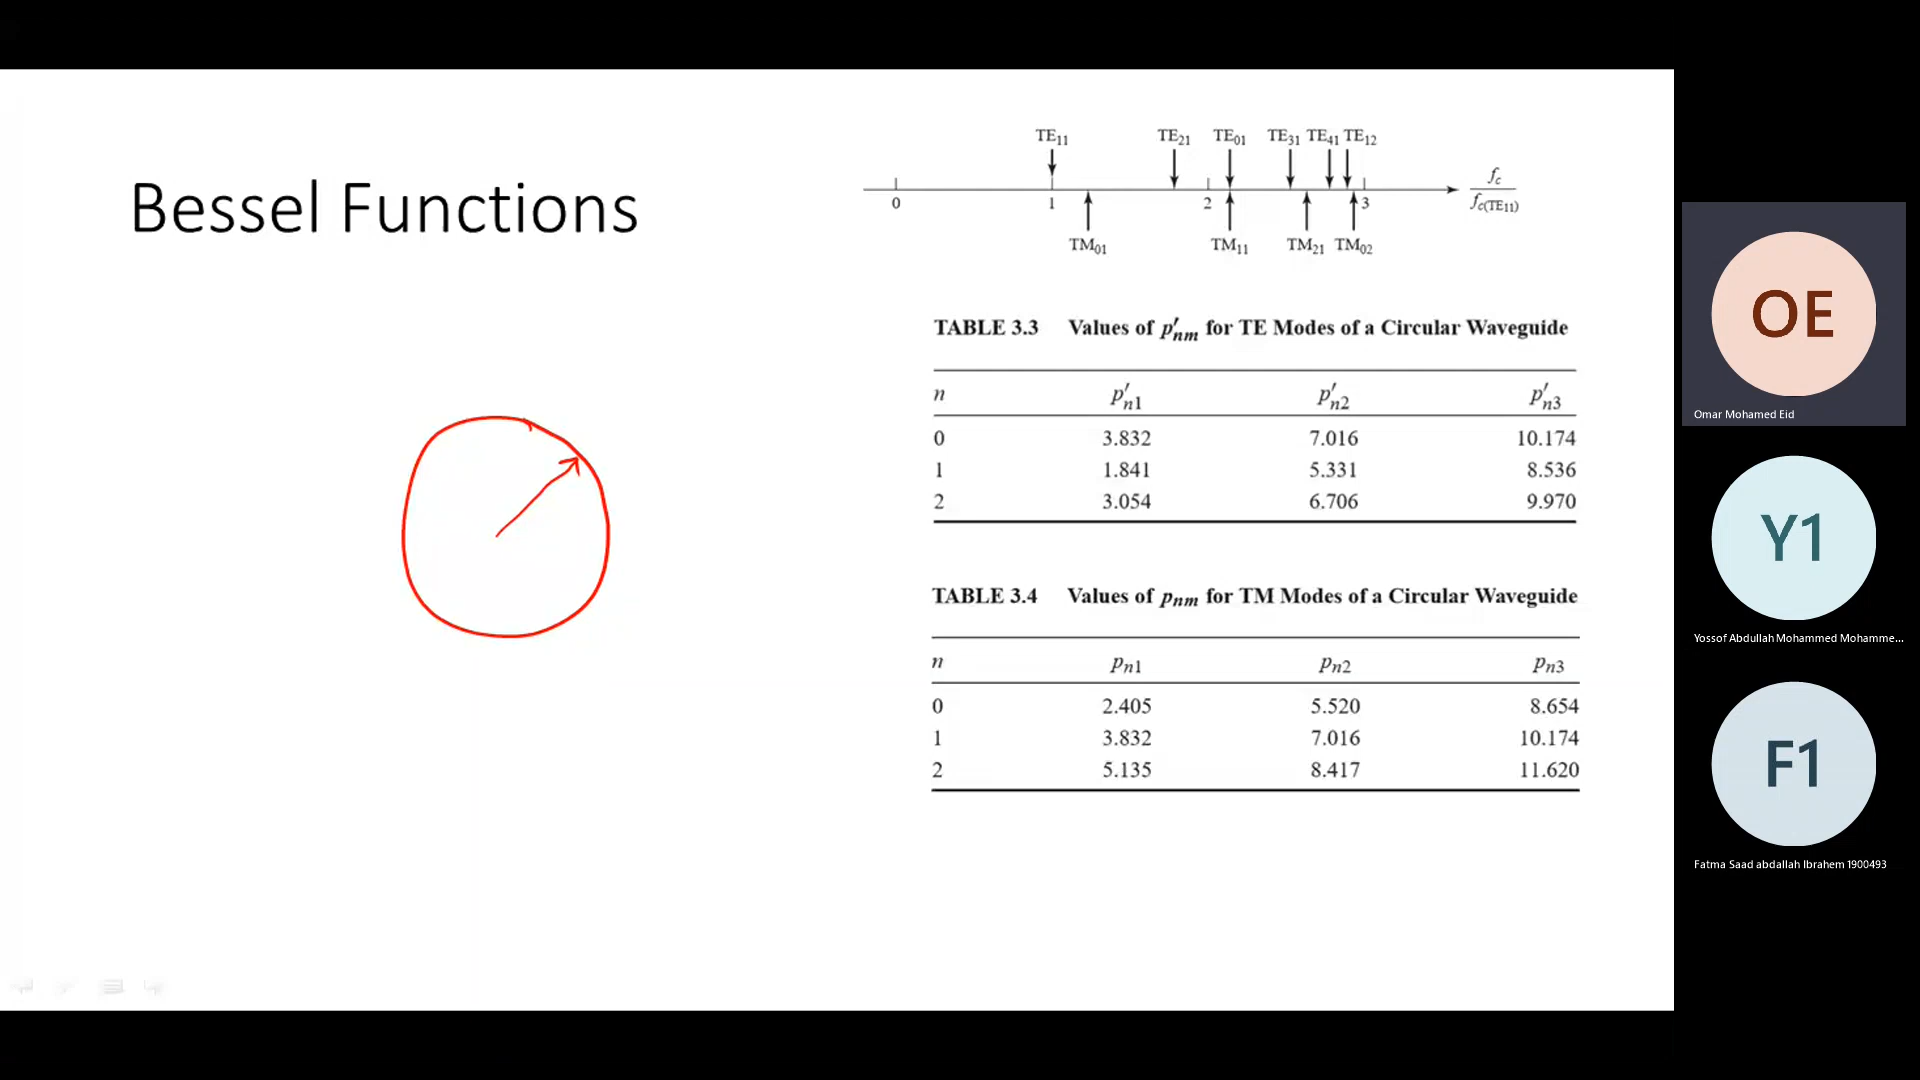 Bessel Functions
TE11 TE21 TE01 TE31 TE41 TE12
0 1 2 3
fc
fc(TE11)
TM01 TM11 TM21 TM02
TABLE 3.3 Values of p′nm for TE Modes of a Circular Waveguide
n p′n1 p′n2 p′n3
0 3.832 7.016 10.174
1 1.841 5.331 8.536
2 3.054 6.706 9.970
TABLE 3.4 Values of pnm for TM Modes of a Circular Waveguide
n pn1 pn2 pn3
0 2.405 5.520 8.654
1 3.832 7.016 10.174
2 5.135 8.417 11.620
OE
Omar Mohamed Eid
Y1
Yossof Abdullah Mohammed Mohamme...
F1
Fatma Saad abdallah Ibrahem 1900493